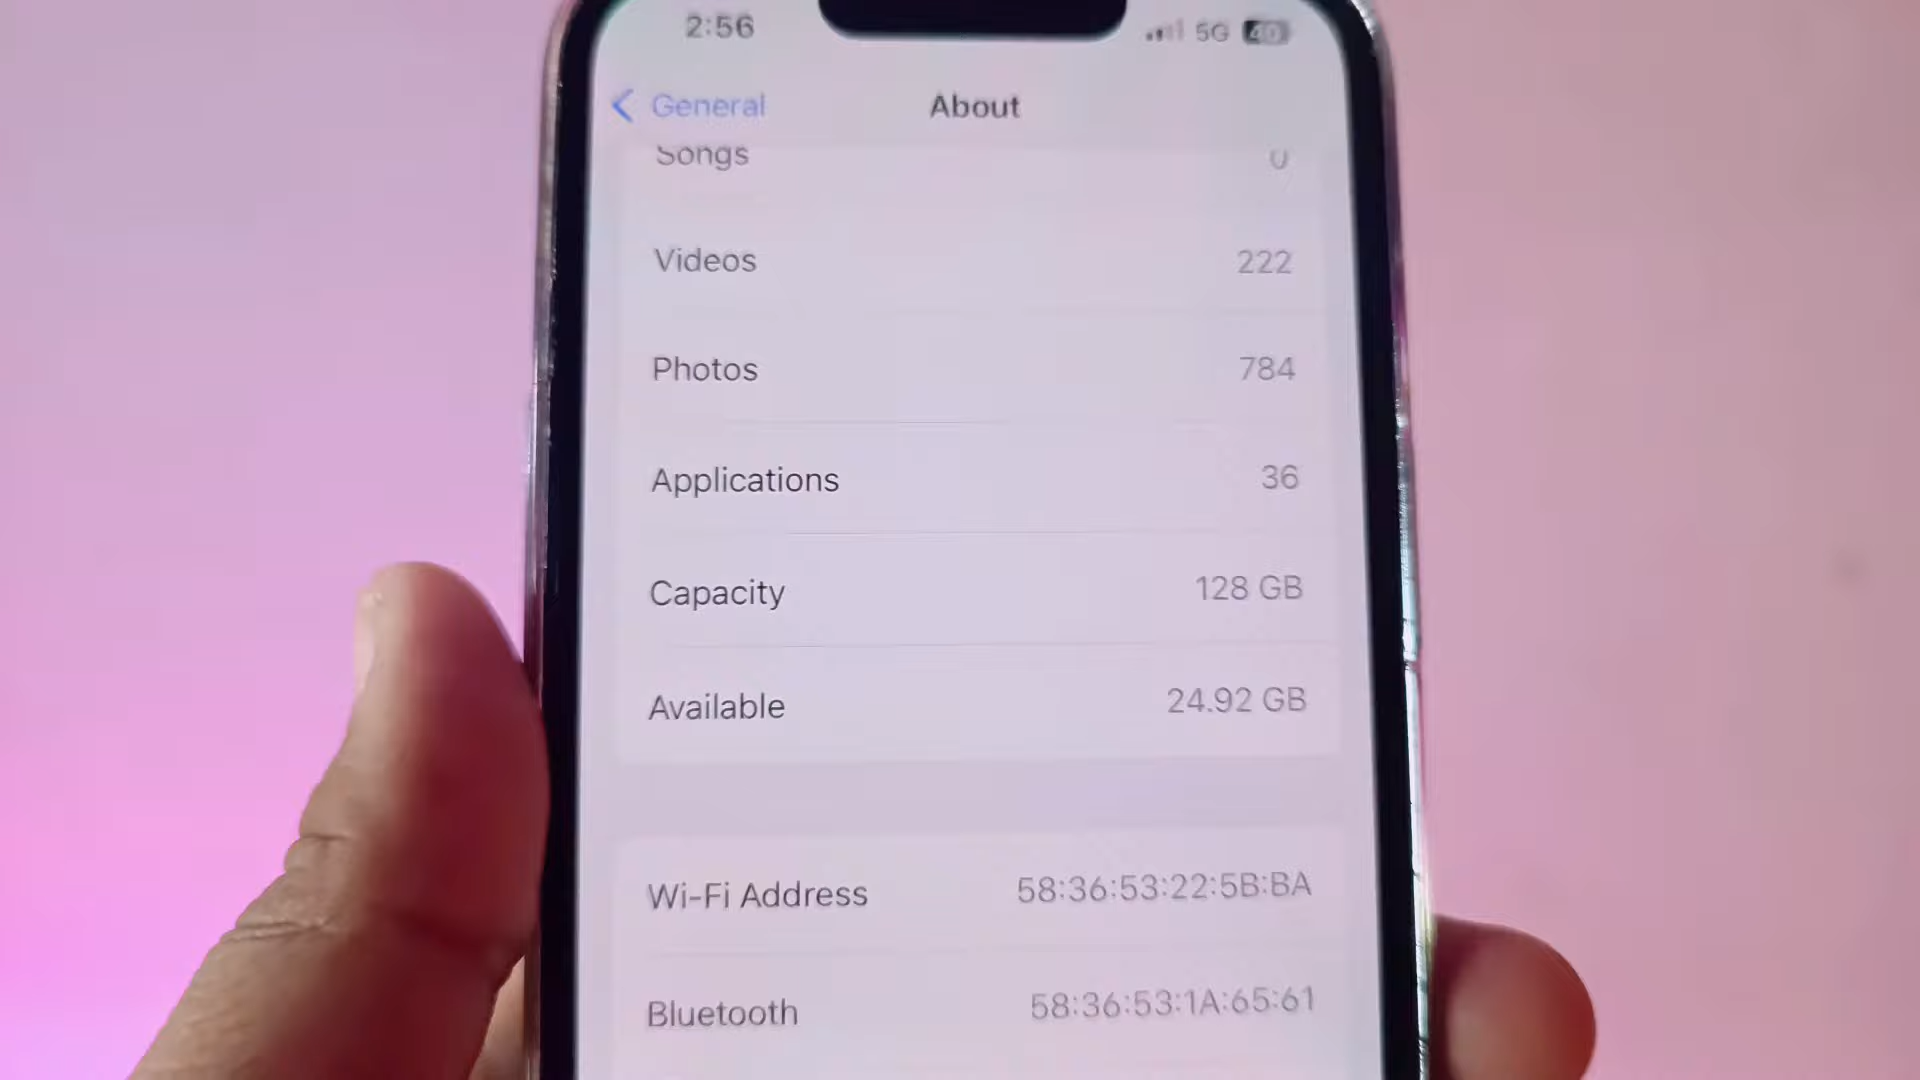 2:56 5G 40
General About
Songs 0
Videos 222
Photos 784
Applications 36
Capacity 128 GB
Available 24.92 GB
Wi-Fi Address 58:36:53:22:5B:BA
Bluetooth 58:36:53:1A:65:61